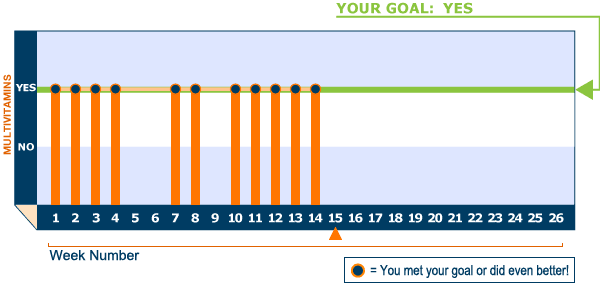 YOUR GOAL: YES
MULTIVITAMINS
YES
NO
1 2 3 4 5 6 7 8 9 10 11 12 13 14 15 16 17 18 19 20 21 22 23 24 25 26
Week Number
= You met your goal or did even better!